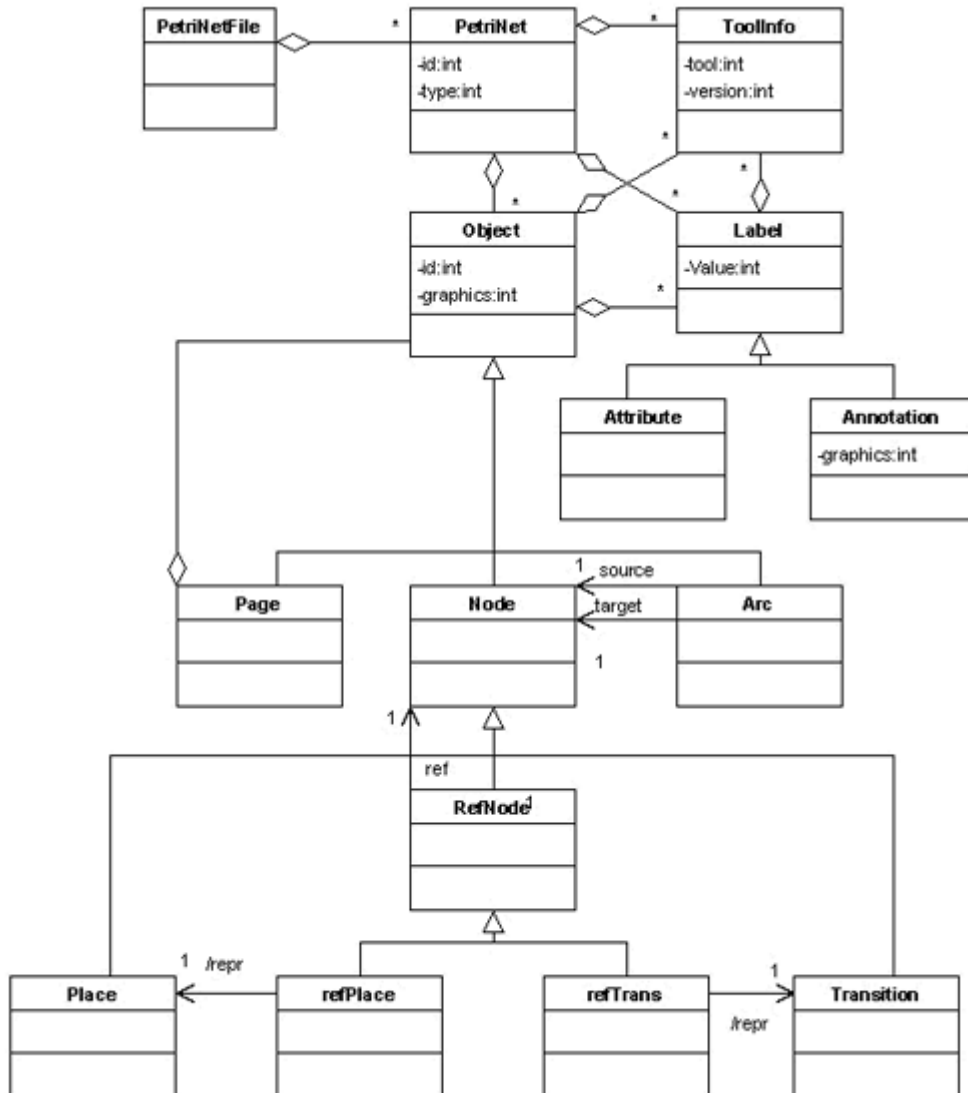 PetriNetFile
*
PetriNet
-id:int
-type:int
*
ToolInfo
-tool:int
-version:int
*
*
*
*
Object
-id:int
-graphics:int
*
Label
-Value:int
Attribute
Annotation
-graphics:int
1 source
target
1
Page
Node
Arc
1
ref
1
RefNode
1 /repr
1
/repr
Place
refPlace
refTrans
Transition